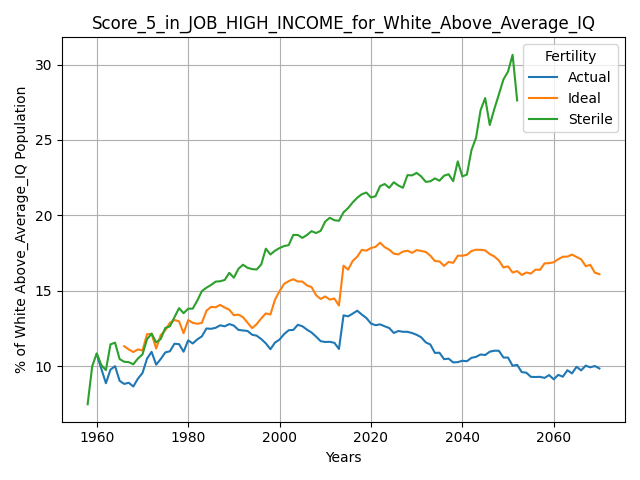 Score_5_in_JOB_HIGH_INCOME_for_White_Above_Average_IQ
% of White Above_Average_IQ Population
30
25
20
15
10
Fertility
Actual
Ideal
Sterile
1960 1980 2000 2020 2040 2060
Years